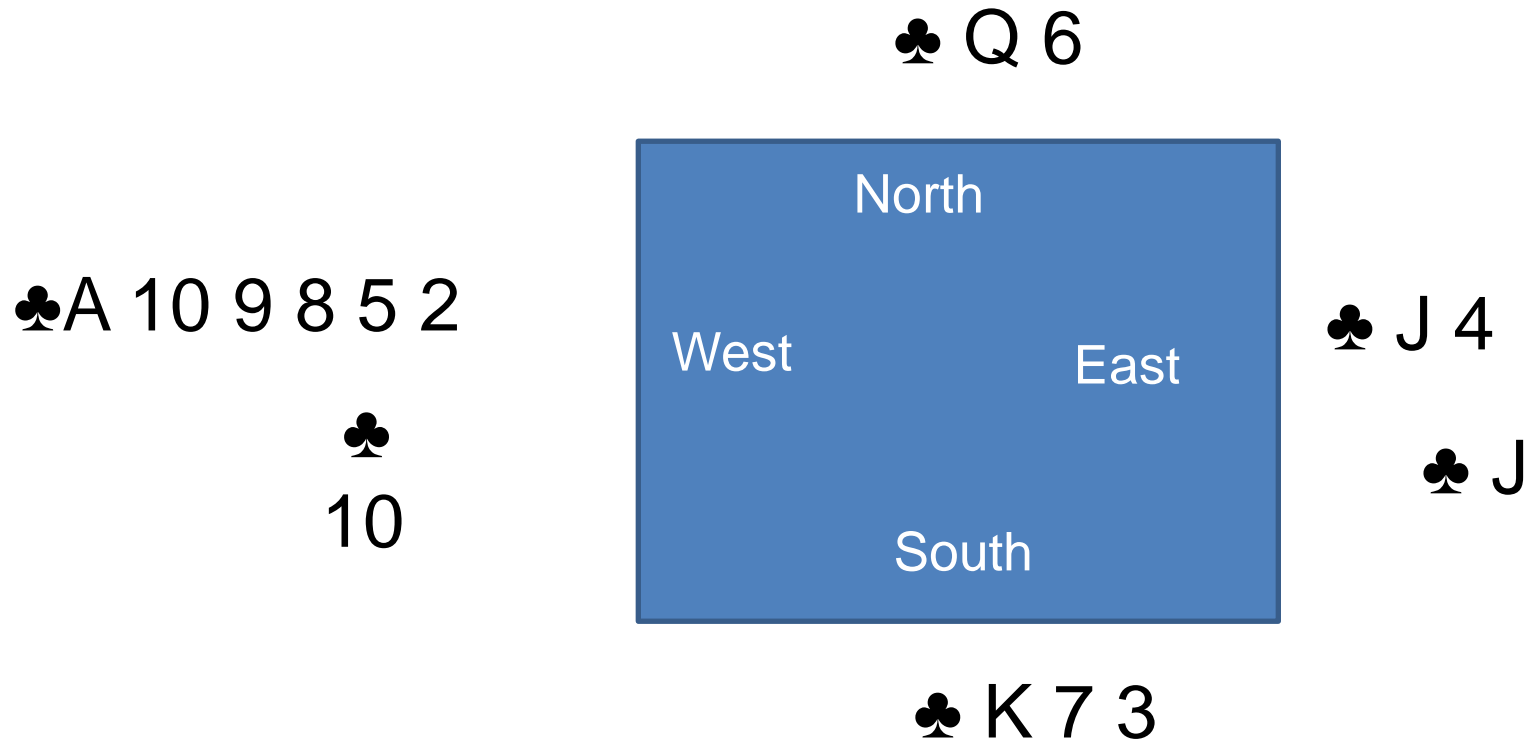 ♣ Q 6
North
♣A 10 9 8 5 2
♣ J 4
West
East
♣
10
♣ J
South
♣ K 7 3